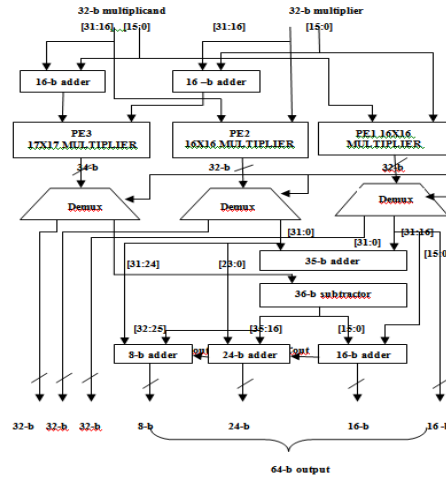 32-b multiplicand 32-b multiplier
[31:16] [15:0] [31:16] [15:0]
16-b adder 16 –b adder
PE3 17X17 MULTIPLIER
PE2 16X16 MULTIPLIER
PE1 16X16 MULTIPLIER
34-b 32-b 32-b
Demux Demux Demux
[31:0] [31:0] [31:16] [15:0]
35-b adder
[31:24] [23:0]
36-b subtractor
[32:25] [35:16] [15:0]
8-b adder out 24-b adder Cout 16-b adder
32-b 32-b 32-b 8-b 24-b 16-b 16 -b
64-b output